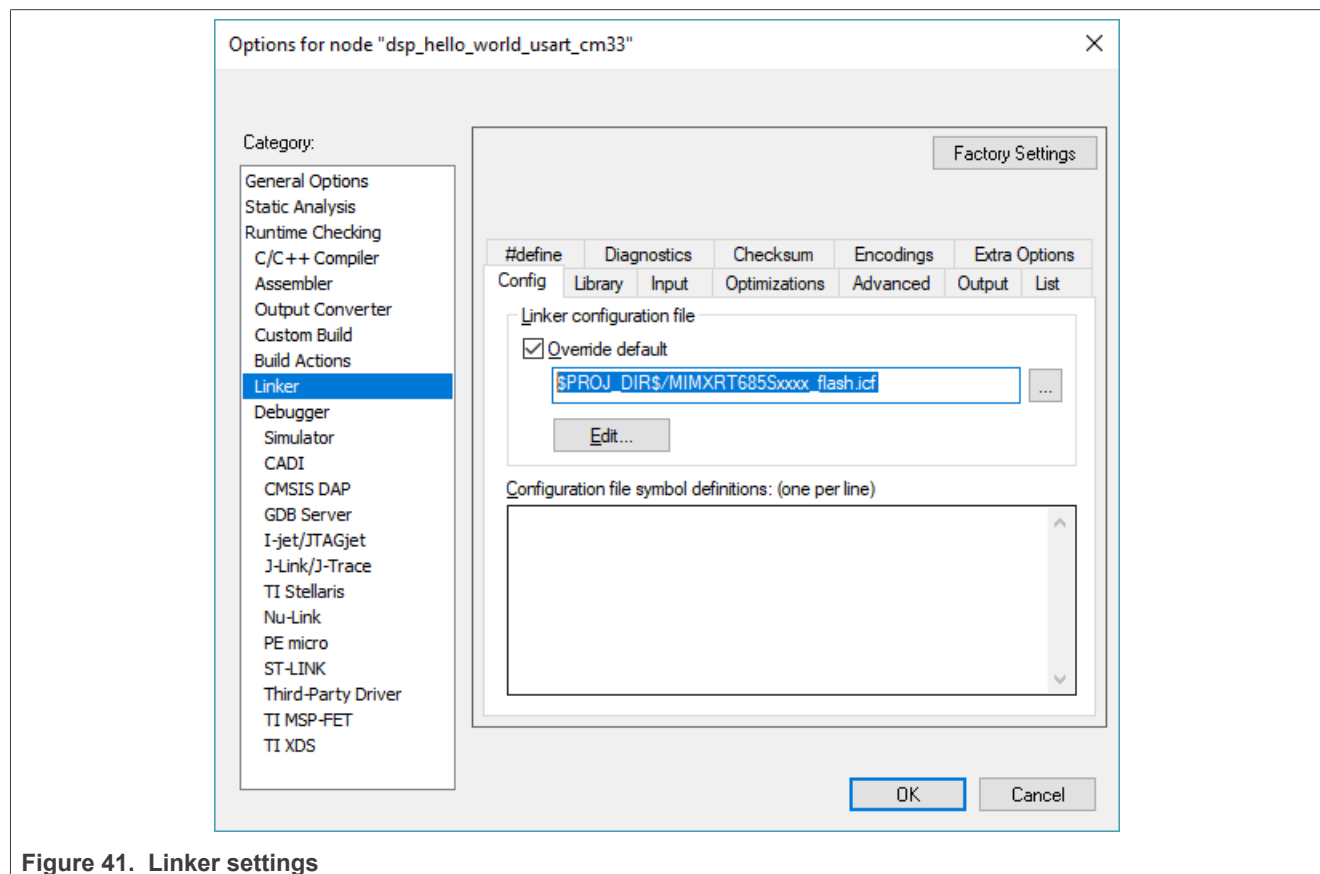 Options for node "dsp_hello_world_usart_cm33"
Category:
General Options
Static Analysis
Runtime Checking
C/C++ Compiler
Assembler
Output Converter
Custom Build
Build Actions
Linker
Debugger
Simulator
CADI
CMSIS DAP
GDB Server
I-jet/JTAGjet
J-Link/J-Trace
TI Stellaris
Nu-Link
PE micro
ST-LINK
Third-Party Driver
TI MSP-FET
TI XDS
Factory Settings
#define Diagnostics Checksum Encodings Extra Options
Config Library Input Optimizations Advanced Output List
Linker configuration file
Override default
$PROJ_DIR$/MIMXRT685Sxxxx_flash.icf
...
Edit...
Configuration file symbol definitions: (one per line)
OK Cancel
Figure 41. Linker settings